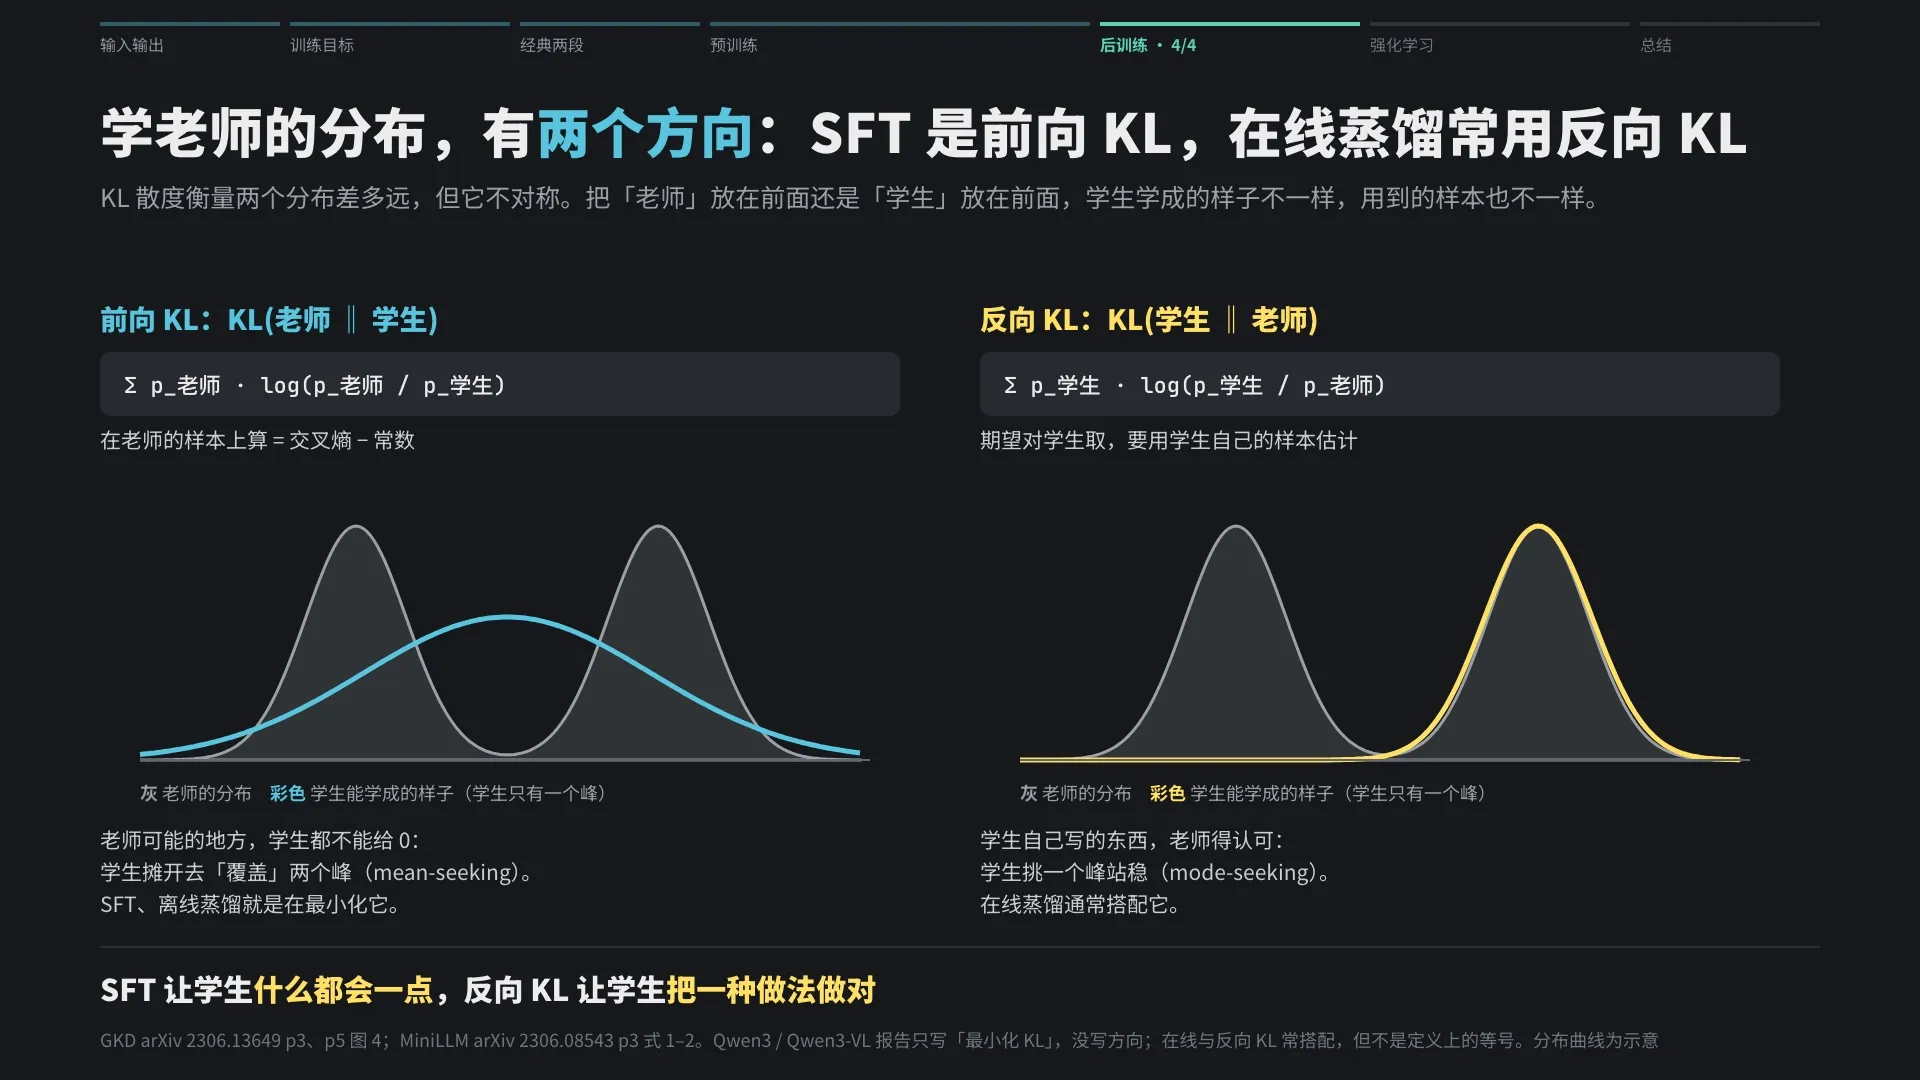 输入输出
训练目标
经典两段
预训练
后训练 · 4/4
强化学习
总结
学老师的分布，有两个方向：SFT 是前向 KL，在线蒸馏常用反向 KL
KL 散度衡量两个分布差多远，但它不对称。把「老师」放在前面还是「学生」放在前面，学生学成的样子不一样，用到的样本也不一样。
前向 KL：KL(老师 ‖ 学生)
Σ p_老师 · log(p_老师 / p_学生)
在老师的样本上算 = 交叉熵 − 常数
灰 老师的分布 彩色 学生能学成的样子（学生只有一个峰）
老师可能的地方，学生都不能给 0：
学生摊开去「覆盖」两个峰（mean-seeking）。
SFT、离线蒸馏就是在最小化它。
反向 KL：KL(学生 ‖ 老师)
Σ p_学生 · log(p_学生 / p_老师)
期望对学生取，要用学生自己的样本估计
灰 老师的分布 彩色 学生能学成的样子（学生只有一个峰）
学生自己写的东西，老师得认可：
学生挑一个峰站稳（mode-seeking）。
在线蒸馏通常搭配它。
SFT 让学生什么都会一点，反向 KL 让学生把一种做法做对
GKD arXiv 2306.13649 p3、p5 图 4；MiniLLM arXiv 2306.08543 p3 式 1–2。Qwen3 / Qwen3-VL 报告只写「最小化 KL」，没写方向；在线与反向 KL 常搭配，但不是定义上的等号。分布曲线为示意